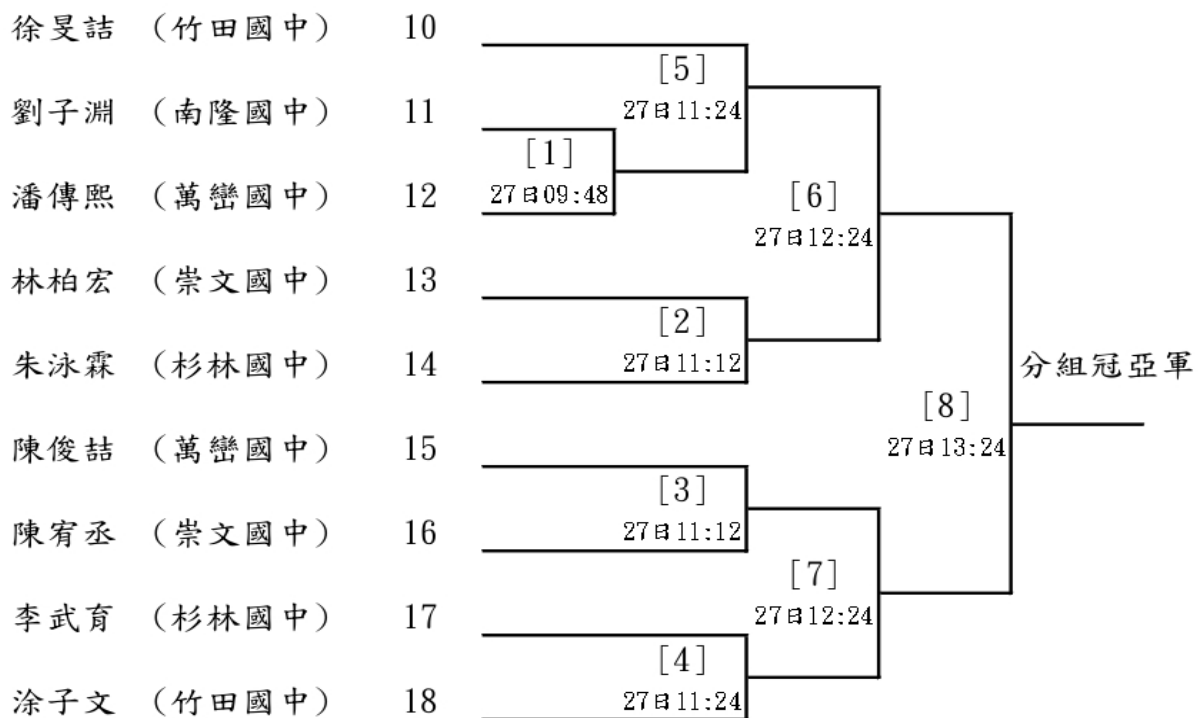 徐旻喆 （竹田國中） 10
[5]
27日11:24
劉子淵 （南隆國中） 11
[1]
27日09:48
潘傳熙 （萬巒國中） 12
[6]
27日12:24
林柏宏 （崇文國中） 13
[2]
27日11:12
朱泳霖 （杉林國中） 14
分組冠亞軍
[8]
27日13:24
陳俊喆 （萬巒國中） 15
[3]
27日11:12
陳宥丞 （崇文國中） 16
[7]
27日12:24
李武育 （杉林國中） 17
[4]
27日11:24
涂子文 （竹田國中） 18